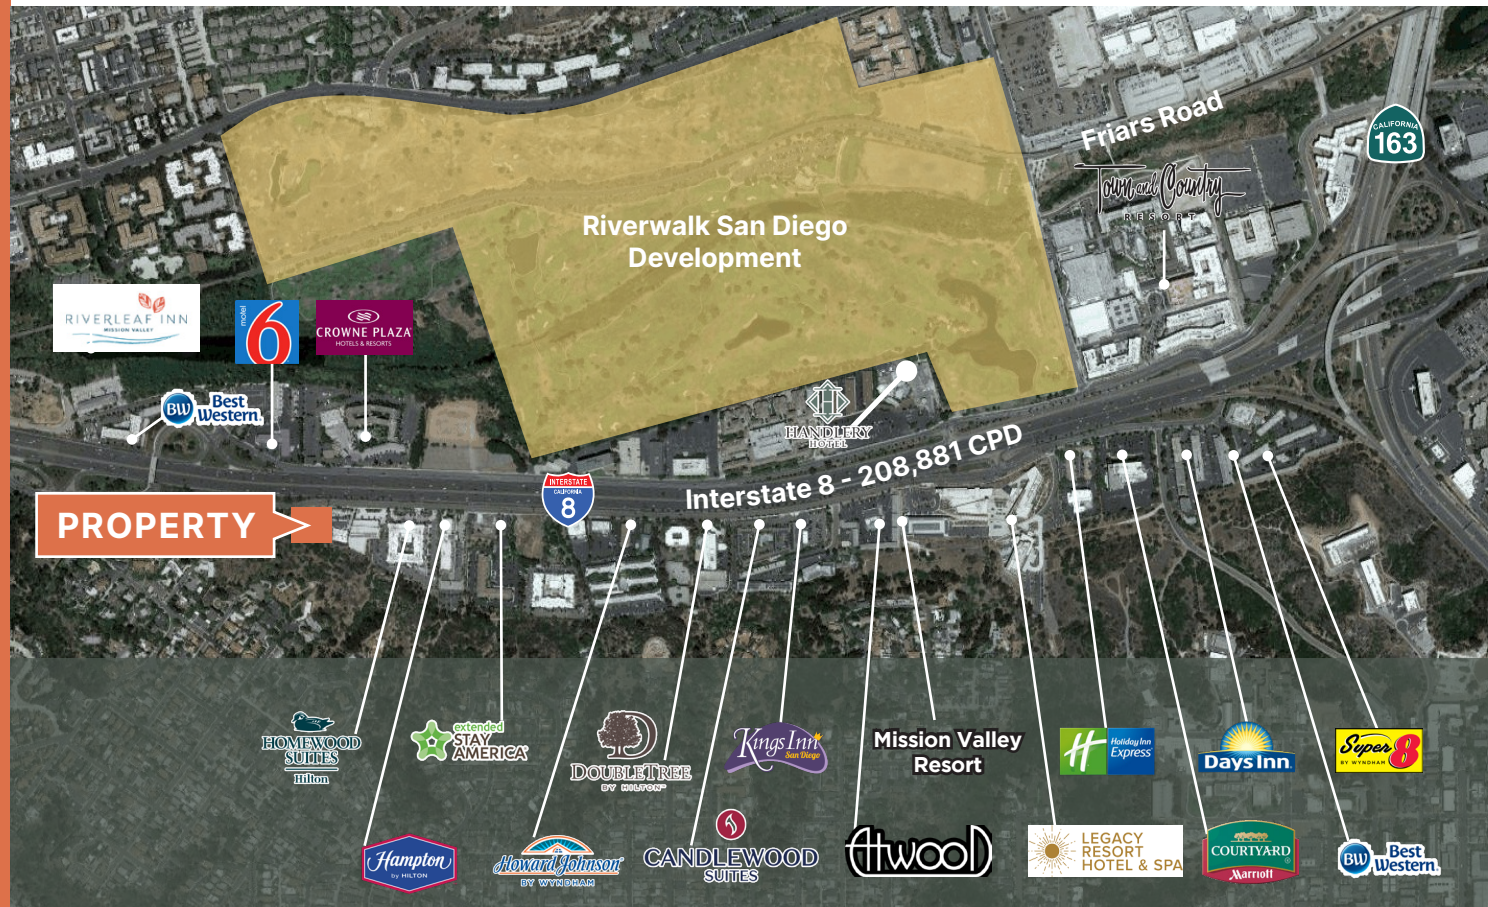 Friars Road
CALIFORNIA
163
Town and Country
RESORT
Riverwalk San Diego
Development
RIVERLEAF INN
MISSION VALLEY
motel
6
CROWNE PLAZA
HOTELS & RESORTS
BW Best
Western.
H
HANDLERY
HOTEL
Interstate 8 - 208,881 CPD
INTERSTATE
CALIFORNIA
8
PROPERTY
HOMEWOOD
SUITES
Hilton
extended
STAY
AMERICA
DOUBLETREE
BY HILTON™
Kings Inn
San Diego
Mission Valley
Resort
H Holiday Inn
Express
Days Inn.
Super 8
BY WYNDHAM
Hampton
by HILTON
Howard Johnson
BY WYNDHAM
CANDLEWOOD
SUITES
Atwood
LEGACY
RESORT
HOTEL & SPA
COURTYARD
Marriott
BW Best
Western.